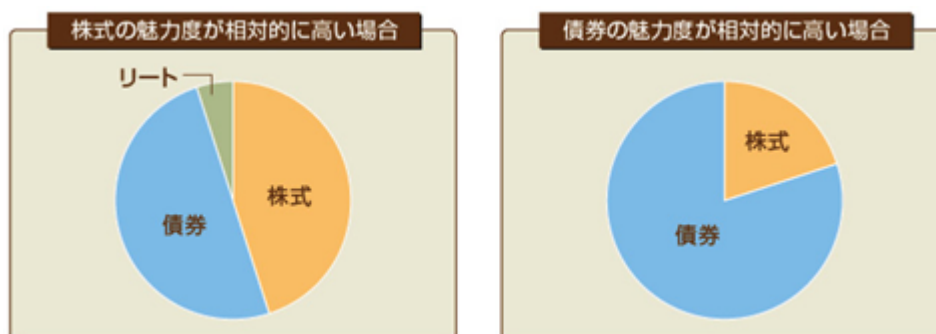 株式の魅力度が相対的に高い場合
リート
株式
債券
債券の魅力度が相対的に高い場合
株式
債券